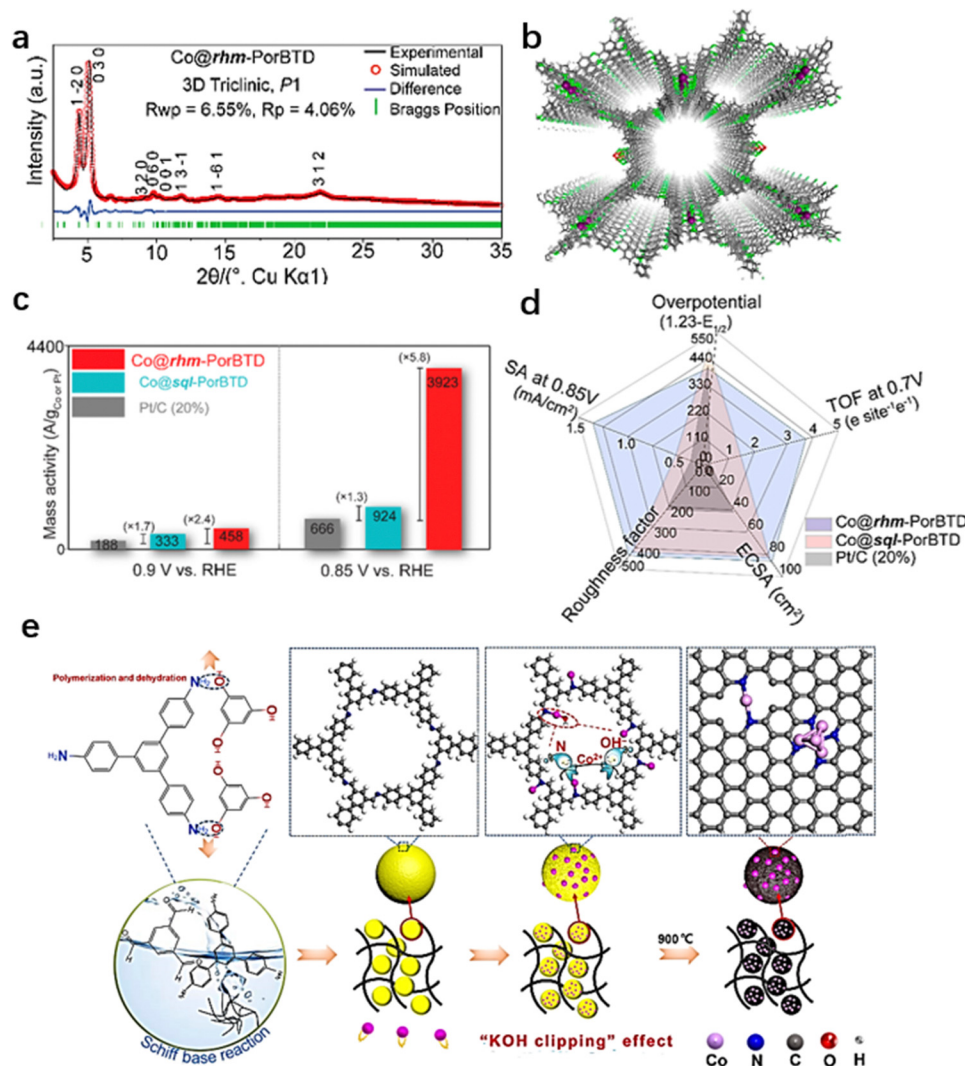 a
Intensity (a.u.)
1 -2 0
0 3 0
Co@rhm-PorBTD
3D Triclinic, P1
Rwp = 6.55%, Rp = 4.06%
Experimental
Simulated
Difference
Braggs Position
3 2 0
0 6 0
0 0 1
1 3 -1
1 -6 1
3 1 2
5 10 15 20 25 30 35
2θ/(°, Cu Kα1)
b
c
Mass activity (A/gCo or Pt)
4400
0
Co@rhm-PorBTD
Co@sql-PorBTD
Pt/C (20%)
(×1.7)
(×2.4)
(×1.3)
(×5.8)
188
333
458
666
924
3923
0.9 V vs. RHE
0.85 V vs. RHE
d
Overpotential
(1.23-E1/2)
550
440
330
220
110
0
SA at 0.85V
(mA/cm²)
1.5
1.0
0.5
TOF at 0.7V
(e site⁻¹e⁻¹)
1
2
3
4
5
Roughness factor
100
200
300
400
500
ECSA (cm²)
20
40
60
80
100
Co@rhm-PorBTD
Co@sql-PorBTD
Pt/C (20%)
e
Polymerization and dehydration
H₂N
N
OH
Co²⁺
Schiff base reaction
900℃
“KOH clipping” effect
Co N C O H